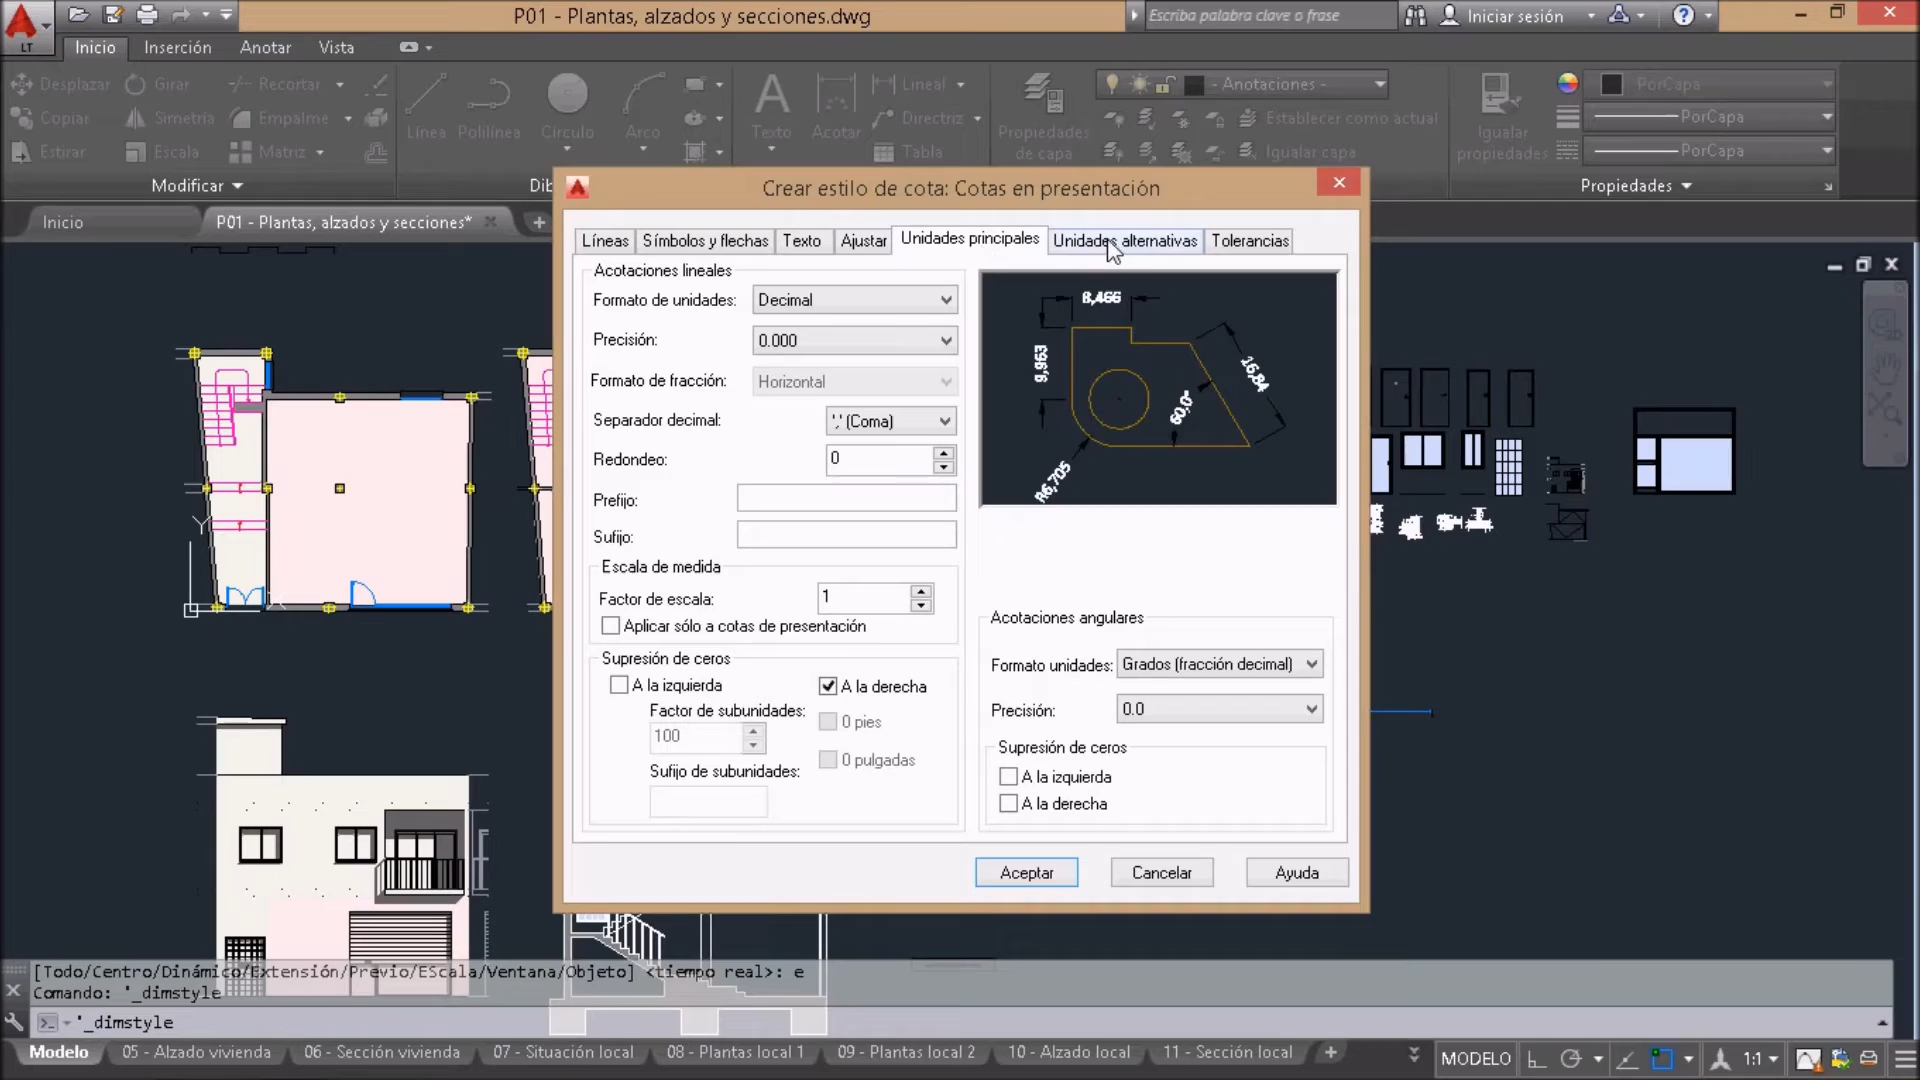 P01 - Plantas, alzados y secciones.dwg
Escriba palabra clave o frase
Iniciar sesión
LT
Inicio
Inserción
Anotar
Vista
Desplazar
Girar
Recortar
Copiar
Simetría
Empalme
Estirar
Escala
Matriz
Modificar
Línea
Polilínea
Círculo
Arco
Dib
Texto
Acotar
Lineal
Directriz
Tabla
Propiedades
de capa
- Anotaciones -
Establecer como actual
Igualar capa
Igualar
propiedades
PorCapa
PorCapa
PorCapa
Propiedades
Inicio
P01 - Plantas, alzados y secciones*
Crear estilo de cota: Cotas en presentación
Líneas
Símbolos y flechas
Texto
Ajustar
Unidades principales
Unidades alternativas
Tolerancias
Acotaciones lineales
Formato de unidades:
Decimal
Precisión:
0.000
Formato de fracción:
Horizontal
Separador decimal:
',' (Coma)
Redondeo:
0
Prefijo:
Sufijo:
Escala de medida
Factor de escala:
1
Aplicar sólo a cotas de presentación
Supresión de ceros
A la izquierda
A la derecha
Factor de subunidades:
100
0 pies
0 pulgadas
Sufijo de subunidades:
8,466
9,963
16,84
60,0°
R6,705
Acotaciones angulares
Formato unidades:
Grados (fracción decimal)
Precisión:
0.0
Supresión de ceros
A la izquierda
A la derecha
Aceptar
Cancelar
Ayuda
Y
[Todo/Centro/Dinámico/Extensión/Previo/EScala/Ventana/Objeto] <tiempo real>: e
Comando: '_dimstyle
'_dimstyle
Modelo
05 - Alzado vivienda
06 - Sección vivienda
07 - Situación local
08 - Plantas local 1
09 - Plantas local 2
10 - Alzado local
11 - Sección local
MODELO
1:1